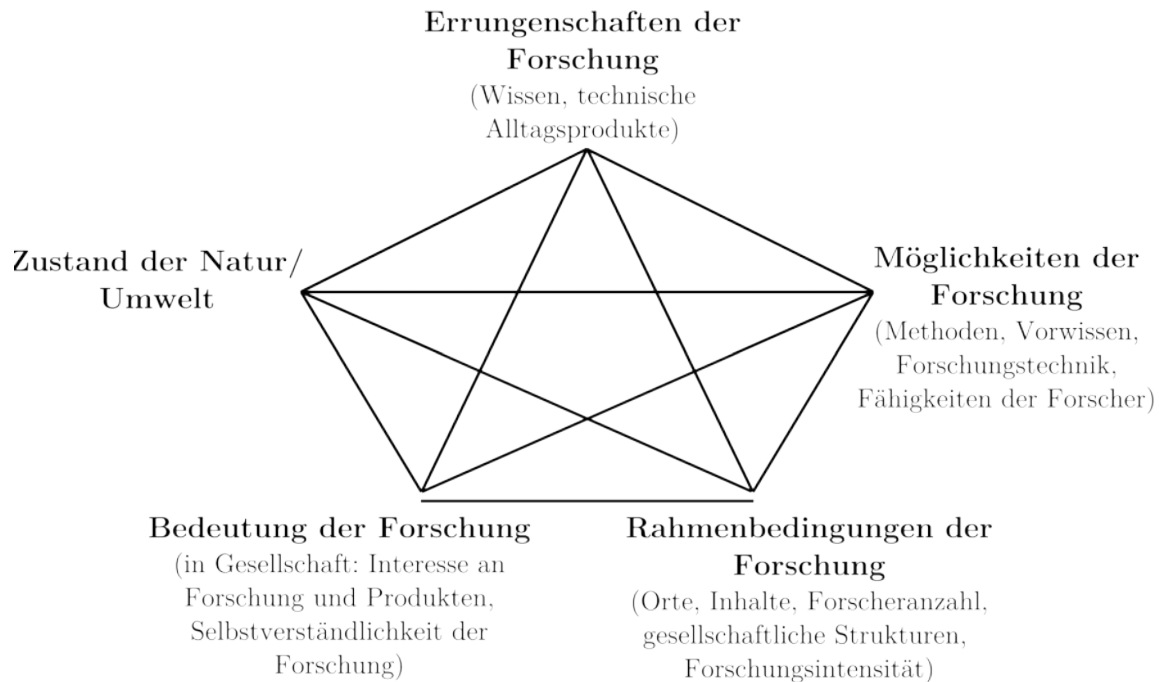 Errungenschaften der
Forschung
(Wissen, technische
Alltagsprodukte)
Zustand der Natur/
Umwelt
Möglichkeiten der
Forschung
(Methoden, Vorwissen,
Forschungstechnik,
Fähigkeiten der Forscher)
Bedeutung der Forschung
(in Gesellschaft: Interesse an
Forschung und Produkten,
Selbstverständlichkeit der
Forschung)
Rahmenbedingungen der
Forschung
(Orte, Inhalte, Forscheranzahl,
gesellschaftliche Strukturen,
Forschungsintensität)